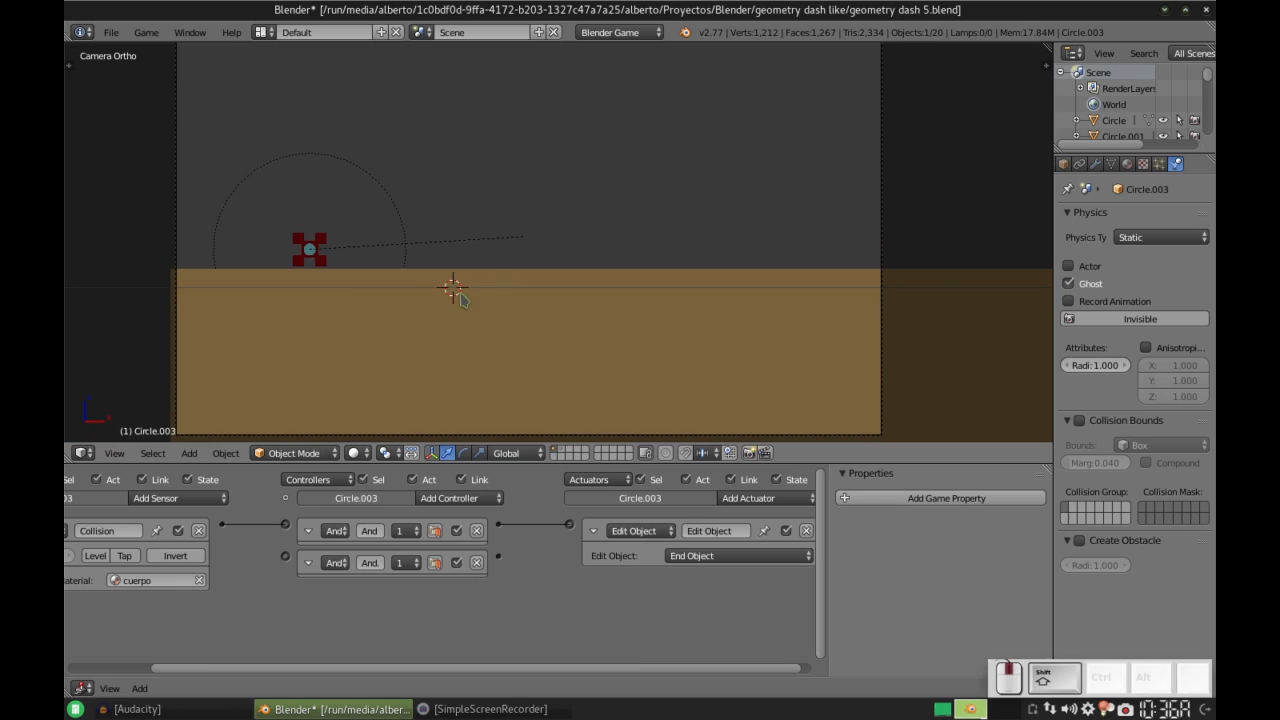 Blender* [/run/media/alberto/1c0bdf0d-9ffa-4172-b203-1327c47a7a25/alberto/Proyectos/Blender/geometry dash like/geometry dash 5.blend]
File Game Window Help Default Scene Blender Game v2.77 | Verts:1,212 | Faces:1,267 | Tris:2,334 | Objects:1/20 | Lamps:0/0 | Mem:17.84M | Circle.003
Camera Ortho
View Search All Scenes
Scene
RenderLayers
World
Circle
Circle.001
Circle.003
Physics
Physics Ty Static
Actor
Ghost
Record Animation
Invisible
Attributes: Anisotropi...
Radi: 1.000 X: 1.000
Y: 1.000
Z: 1.000
Collision Bounds
Bounds: Box
Marg: 0.040 Compound
Collision Group: Collision Mask:
Create Obstacle
Radi: 1.000
(1) Circle.003
View Select Add Object Object Mode Global
Sel Act Link State Controllers Sel Act Link Actuators Sel Act Link State
03 Add Sensor Circle.003 Add Controller Circle.003 Add Actuator
Collision And And 1 Edit Object Edit Object
Level Tap Invert And And. 1 Edit Object: End Object
aterial: cuerpo
Properties
Add Game Property
View Add
Shift Ctrl Alt
[Audacity] Blender* [/run/media/alber... [SimpleScreenRecorder] 10:36A